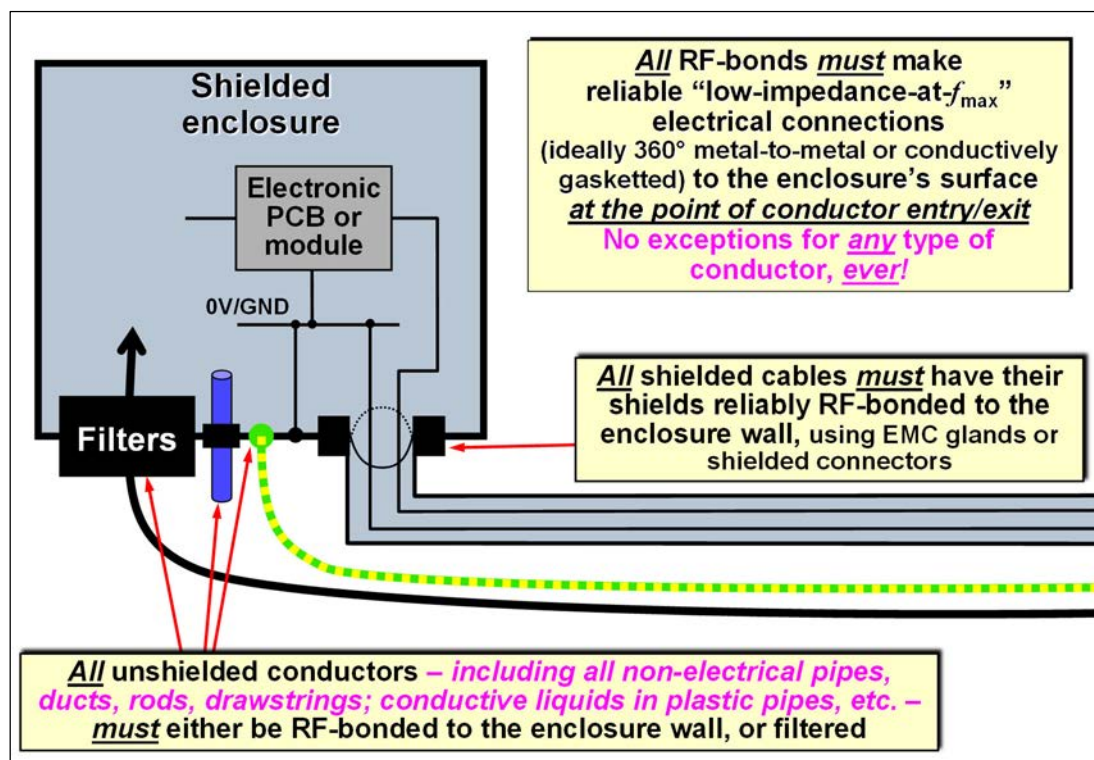 All RF-bonds must make
reliable “low-impedance-at-fmax”
electrical connections
(ideally 360° metal-to-metal or conductively
gasketted) to the enclosure’s surface
at the point of conductor entry/exit
No exceptions for any type of
conductor, ever!
Shielded
enclosure
Electronic
PCB or
module
0V/GND
Filters
All shielded cables must have their
shields reliably RF-bonded to the
enclosure wall, using EMC glands or
shielded connectors
All unshielded conductors – including all non-electrical pipes,
ducts, rods, drawstrings; conductive liquids in plastic pipes, etc. –
must either be RF-bonded to the enclosure wall, or filtered